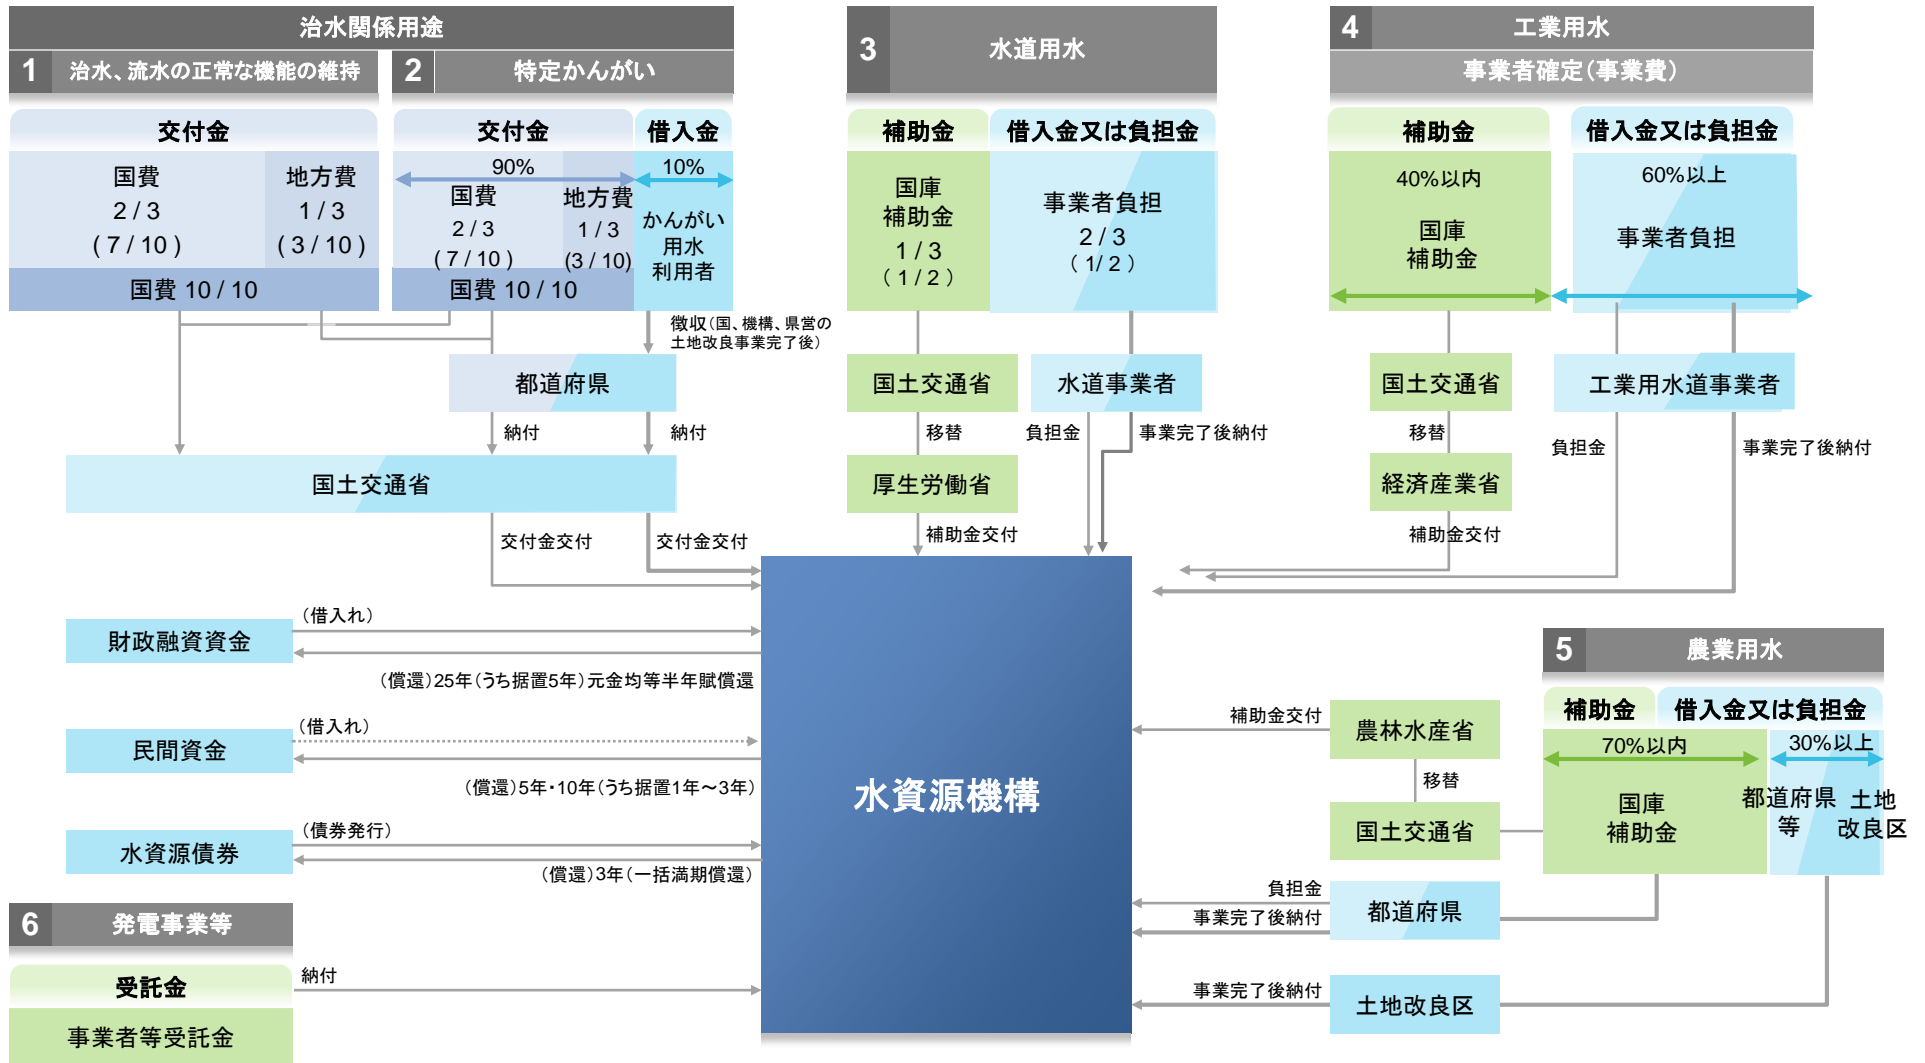 治水関係用途
1 治水、流水の正常な機能の維持
交付金
国費
2 / 3
( 7 / 10 )
地方費
1 / 3
( 3 / 10 )
国費 10 / 10
2 特定かんがい
交付金
借入金
90%
10%
国費
2 / 3
( 7 / 10 )
地方費
1 / 3
(3 / 10)
かんがい
用水
利用者
国費 10 / 10
徴収(国、機構、県営の
土地改良事業完了後)
都道府県
納付
納付
国土交通省
交付金交付
交付金交付
3 水道用水
補助金
借入金又は負担金
国庫
補助金
1 / 3
( 1 / 2 )
事業者負担
2 / 3
( 1/ 2 )
国土交通省
水道事業者
移替
負担金
事業完了後納付
厚生労働省
補助金交付
4 工業用水
事業者確定(事業費)
補助金
借入金又は負担金
40%以内
60%以上
国庫
補助金
事業者負担
国土交通省
工業用水道事業者
移替
負担金
事業完了後納付
経済産業省
補助金交付
財政融資資金
(借入れ)
(償還)25年(うち据置5年)元金均等半年賦償還
民間資金
(借入れ)
(償還)5年・10年(うち据置1年〜3年)
水資源債券
(債券発行)
(償還)3年(一括満期償還)
水資源機構
5 農業用水
補助金
借入金又は負担金
70%以内
30%以上
国庫
補助金
都道府県
等
土地
改良区
補助金交付
農林水産省
移替
国土交通省
負担金
事業完了後納付
都道府県
事業完了後納付
土地改良区
6 発電事業等
受託金
納付
事業者等受託金